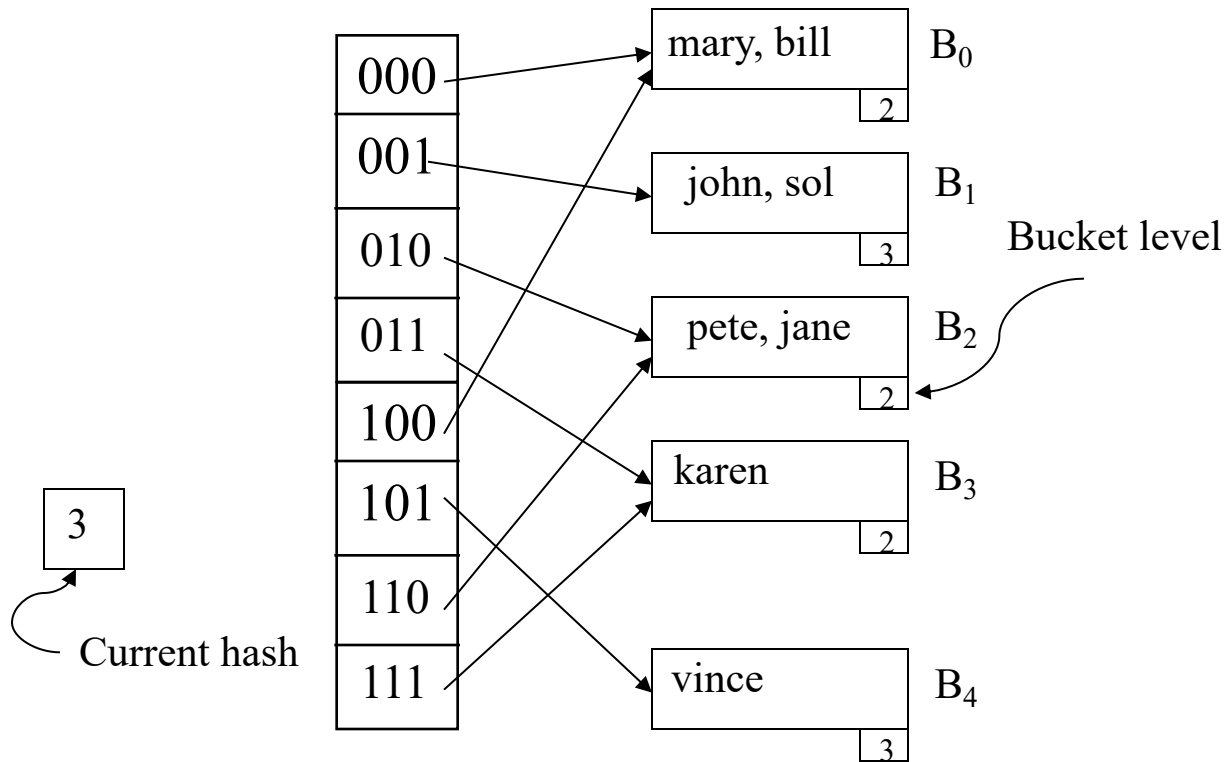 000
001
010
011
100
101
110
111
mary, bill
B₀
2
john, sol
B₁
3
Bucket level
pete, jane
B₂
2
karen
B₃
2
vince
B₄
3
3
Current hash